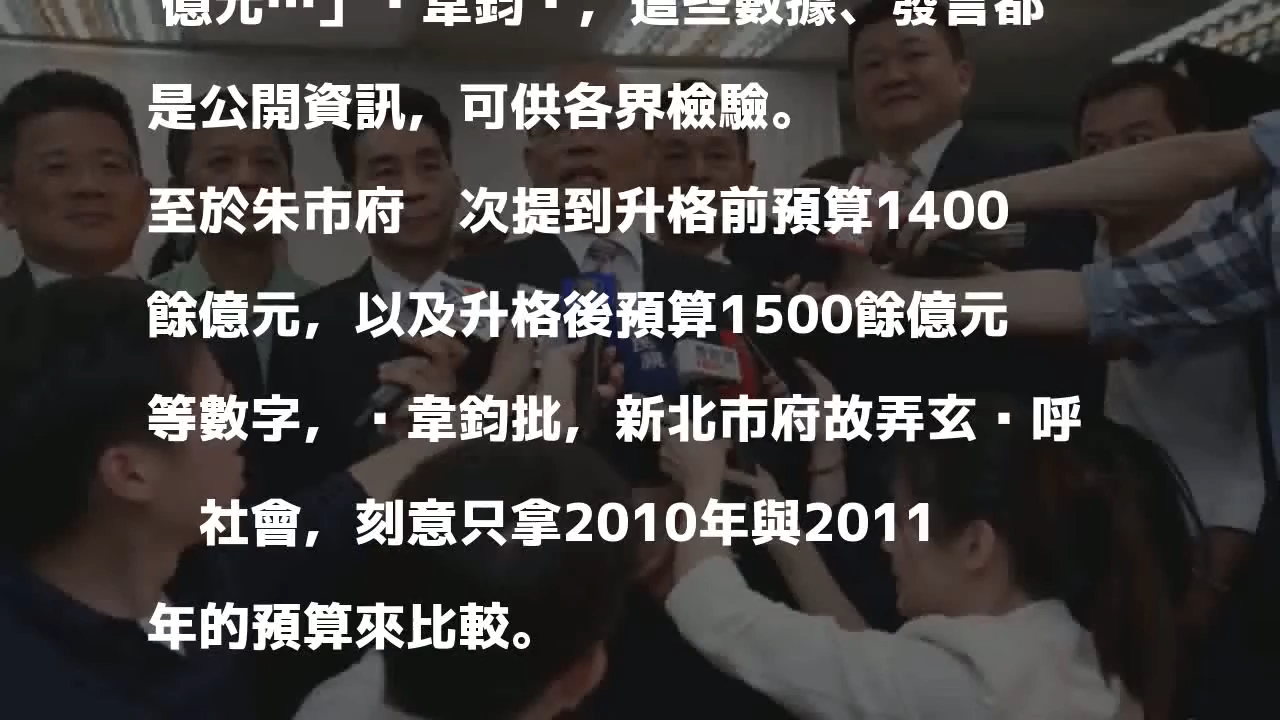 億元⋯」·韋鈞·，這些數據、發言都
是公開資訊，可供各界檢驗。
至於朱市府　次提到升格前預算1400
餘億元，以及升格後預算1500餘億元
等數字，·韋鈞批，新北市府故弄玄·呼
　社會，刻意只拿2010年與2011
年的預算來比較。